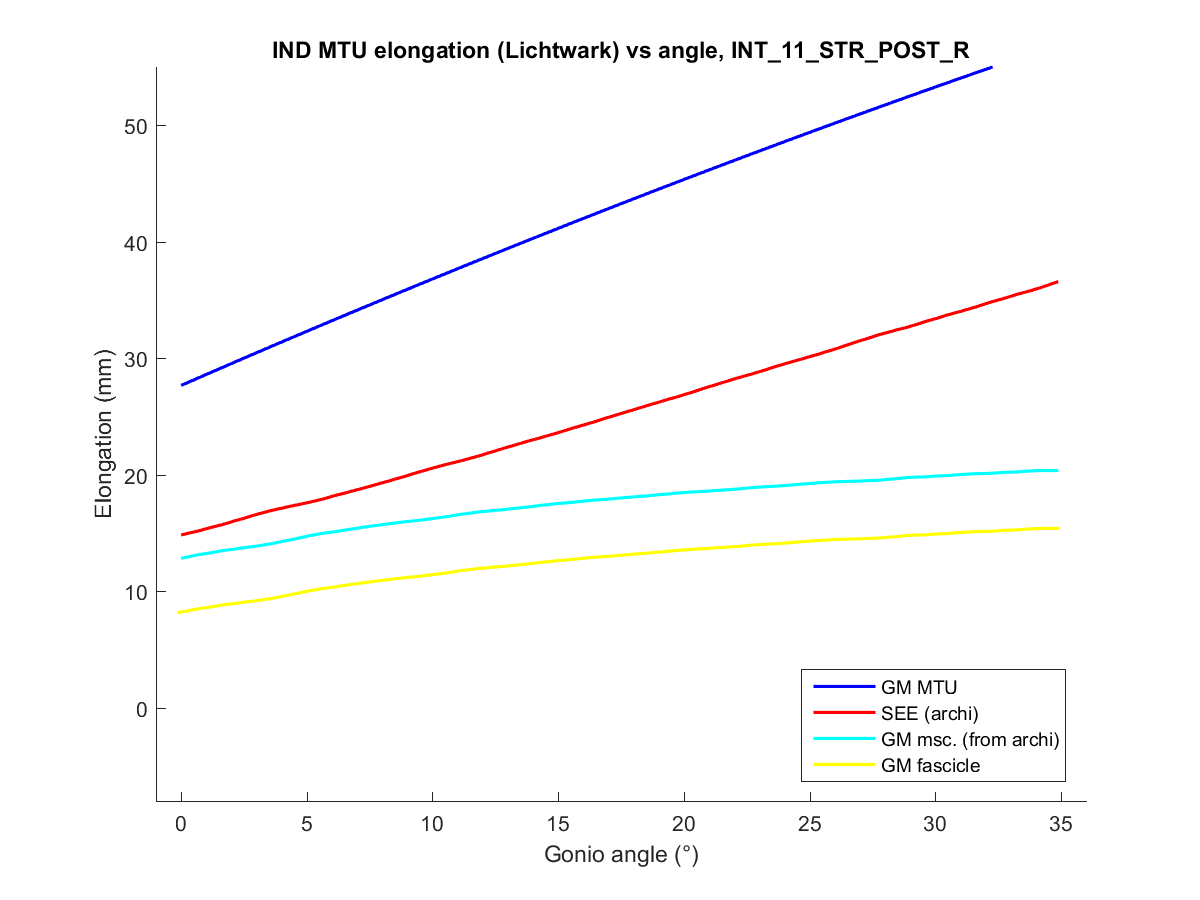 IND MTU elongation (Lichtwark) vs angle, INT_11_STR_POST_R
50
40
30
20
10
0
Elongation (mm)
0 5 10 15 20 25 30 35
Gonio angle (°)
GM MTU
SEE (archi)
GM msc. (from archi)
GM fascicle